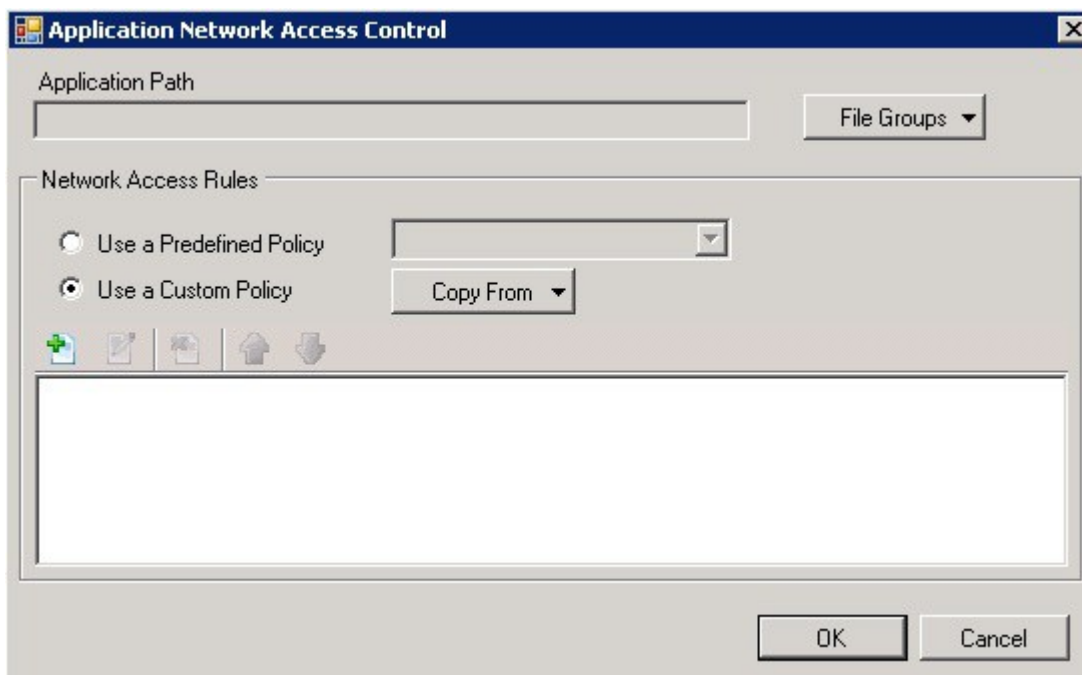 Application Network Access Control
Application Path
File Groups
Network Access Rules
Use a Predefined Policy
Use a Custom Policy
Copy From
OK
Cancel